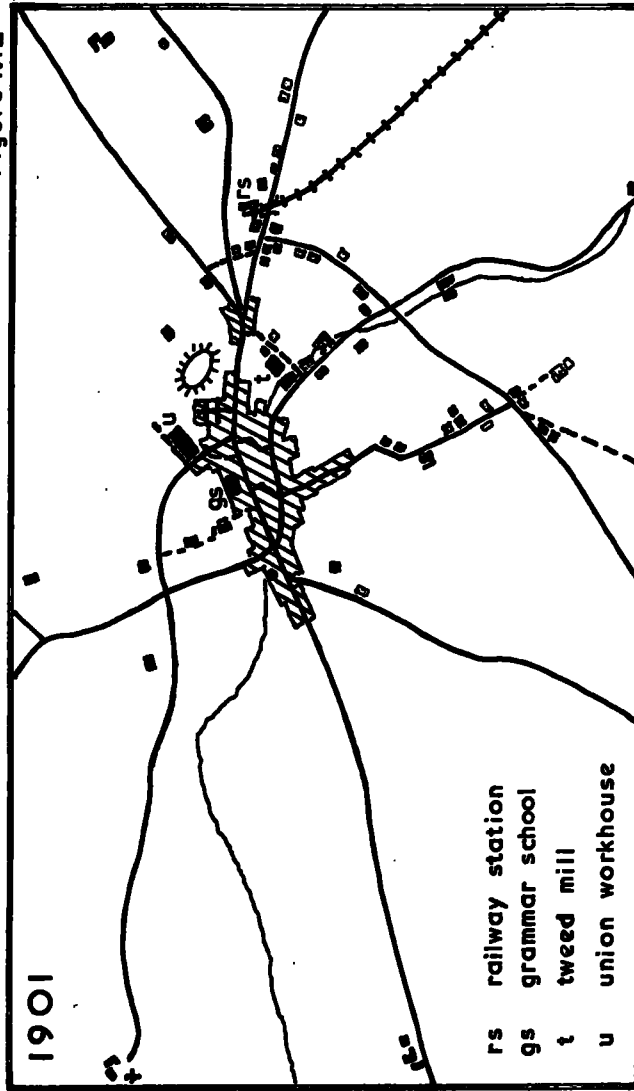 1901
u
gs
t
rs
rs railway station
gs grammar school
t tweed mill
u union workhouse